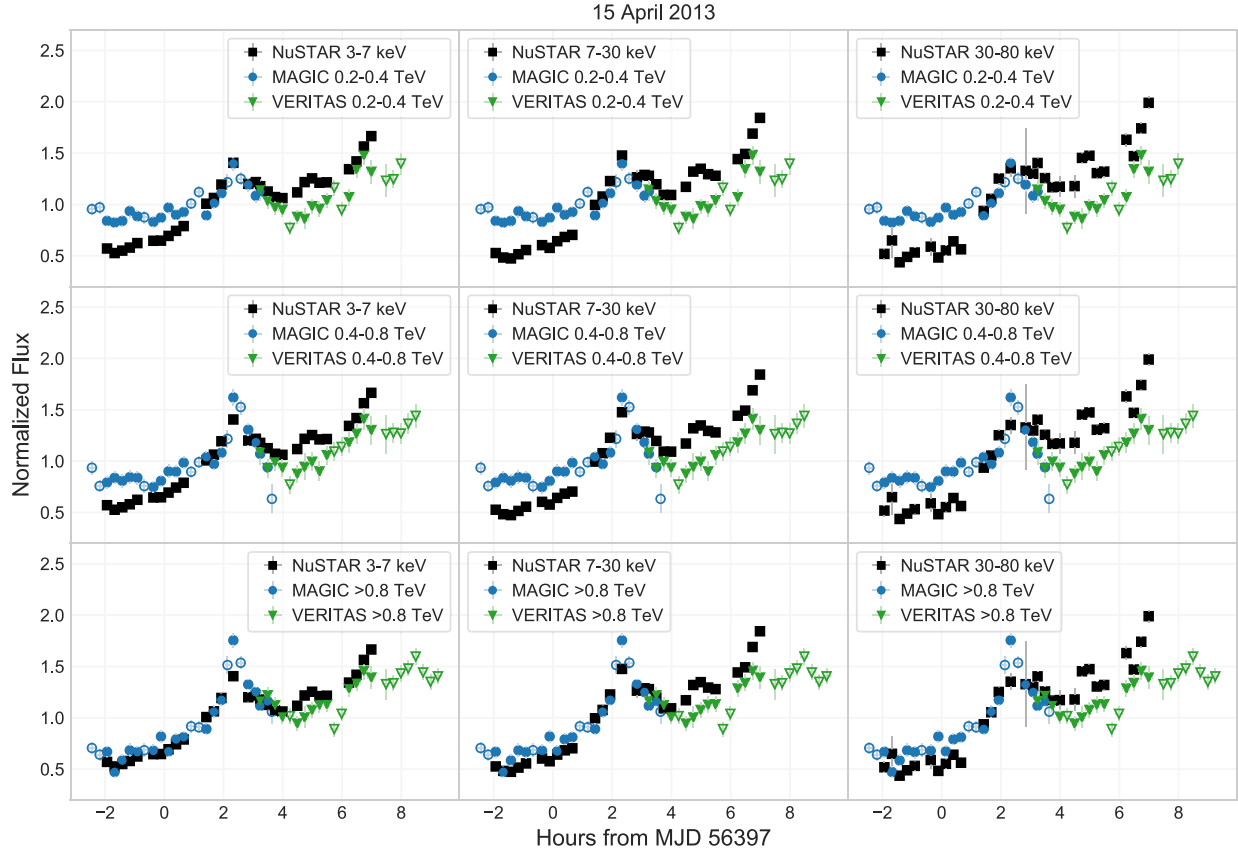 15 April 2013
NuSTAR 3-7 keV
MAGIC 0.2-0.4 TeV
VERITAS 0.2-0.4 TeV
NuSTAR 7-30 keV
MAGIC 0.2-0.4 TeV
VERITAS 0.2-0.4 TeV
NuSTAR 30-80 keV
MAGIC 0.2-0.4 TeV
VERITAS 0.2-0.4 TeV
2.5
2.0
1.5
1.0
0.5
NuSTAR 3-7 keV
MAGIC 0.4-0.8 TeV
VERITAS 0.4-0.8 TeV
NuSTAR 7-30 keV
MAGIC 0.4-0.8 TeV
VERITAS 0.4-0.8 TeV
NuSTAR 30-80 keV
MAGIC 0.4-0.8 TeV
VERITAS 0.4-0.8 TeV
2.5
2.0
1.5
1.0
0.5
Normalized Flux
NuSTAR 3-7 keV
MAGIC >0.8 TeV
VERITAS >0.8 TeV
NuSTAR 7-30 keV
MAGIC >0.8 TeV
VERITAS >0.8 TeV
NuSTAR 30-80 keV
MAGIC >0.8 TeV
VERITAS >0.8 TeV
2.5
2.0
1.5
1.0
0.5
−2 0 2 4 6 8
−2 0 2 4 6 8
−2 0 2 4 6 8
Hours from MJD 56397